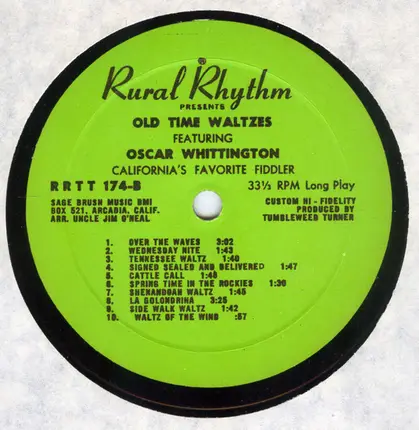 Rural Rhythm ®
PRESENTS
OLD TIME WALTZES
FEATURING
OSCAR WHITTINGTON
CALIFORNIA'S FAVORITE FIDDLER
RRTT 174-B
33⅓ RPM Long Play
SAGE BRUSH MUSIC BMI
BOX 521, ARCADIA, CALIF.
ARR. UNCLE JIM O'NEAL
CUSTOM HI - FIDELITY
PRODUCED BY
TUMBLEWEED TURNER
1. OVER THE WAVES 3:02
2. WEDNESDAY NITE 1:43
3. TENNESSEE WALTZ 1:40
4. SIGNED SEALED AND DELIVERED 1:47
5. CATTLE CALL 1:48
6. SPRING TIME IN THE ROCKIES 1:30
7. SHENANDOAH WALTZ 1:45
8. LA GOLONDRINA 3:25
9. SIDE WALK WALTZ 1:42
10. WALTZ OF THE WIND :57